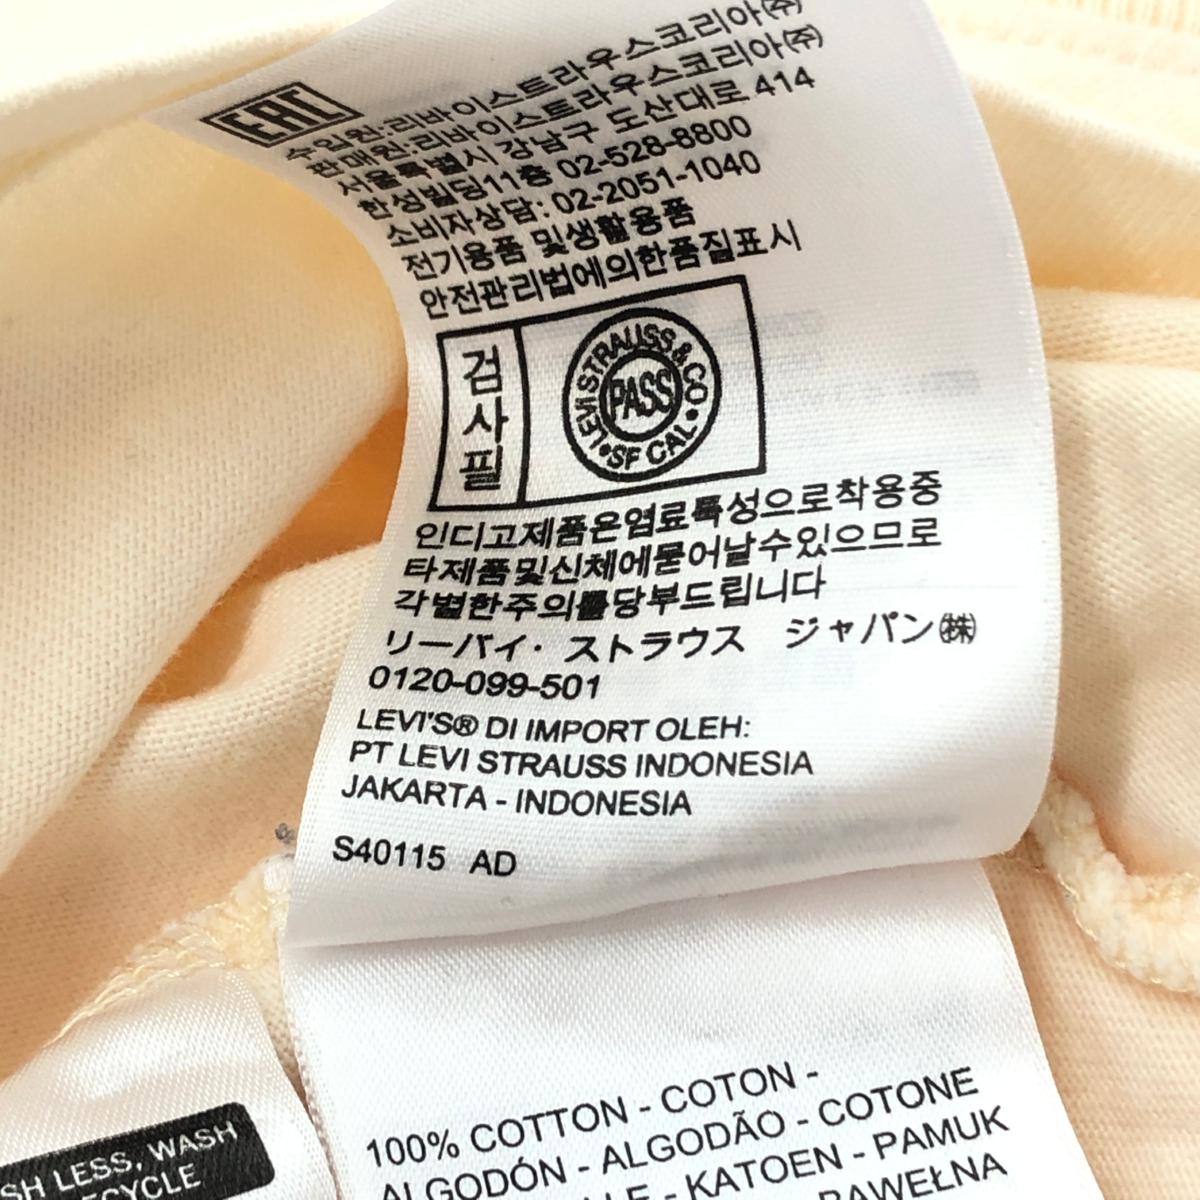 EAC
수입원:리바이스트라우스코리아㈜
판매원:리바이스트라우스코리아㈜
서울특별시 강남구 도산대로 414
한성빌딩11층 02-528-8800
소비자상담: 02-2051-1040
전기용품 및생활용품
안전관리법에의한품질표시
검사필
LEVI STRAUSS & CO • SF CAL •
PASS
인디고제품은염료특성으로착용중
타제품및신체에묻어날수있으므로
각별한주의를당부드립니다
リーバイ・ストラウス ジャパン㈱
0120-099-501
LEVI'S® DI IMPORT OLEH:
PT LEVI STRAUSS INDONESIA
JAKARTA - INDONESIA
S40115 AD
100% COTTON - COTON -
ALGODÓN - ALGODÃO - COTONE
- KATOEN - PAMUK
BAWEŁNA
LESS, WASH